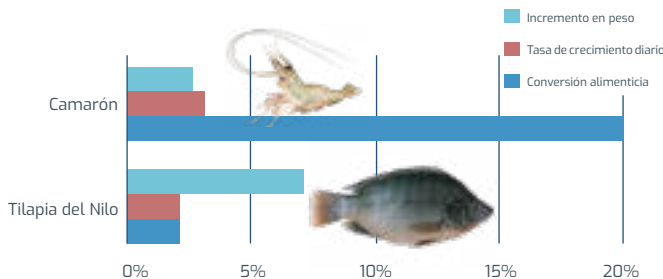 Incremento en peso
Tasa de crecimiento diario
Conversión alimenticia
Camarón
Tilapia del Nilo
0%
5%
10%
15%
20%